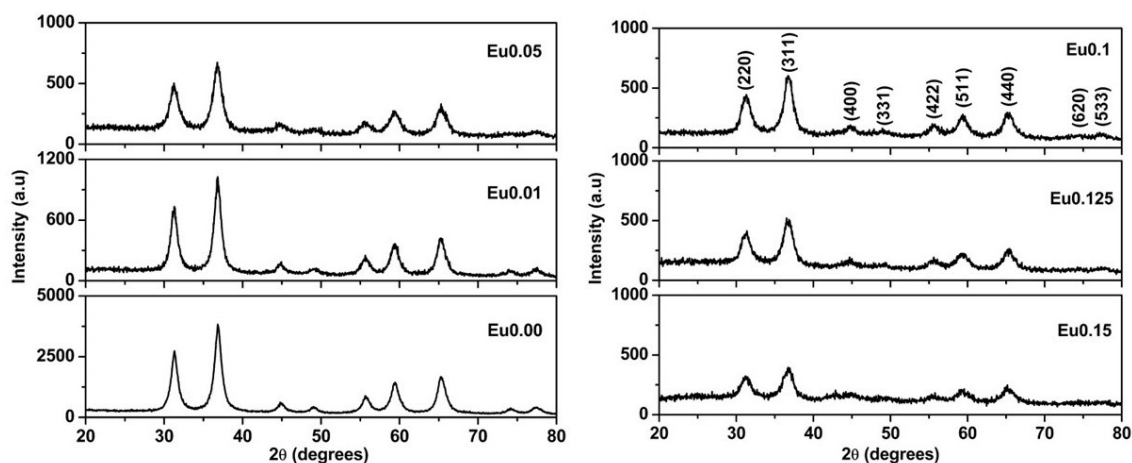 1000
500
0
Eu0.05
1200
600
0
Eu0.01
5000
2500
0
Eu0.00
Intensity (a.u)
20 30 40 50 60 70 80
2θ (degrees)
1000
500
0
Eu0.1
(220)
(311)
(400)
(331)
(422)
(511)
(440)
(620)
(533)
1000
500
0
Eu0.125
1000
500
0
Eu0.15
Intensity (a.u)
20 30 40 50 60 70 80
2θ (degrees)